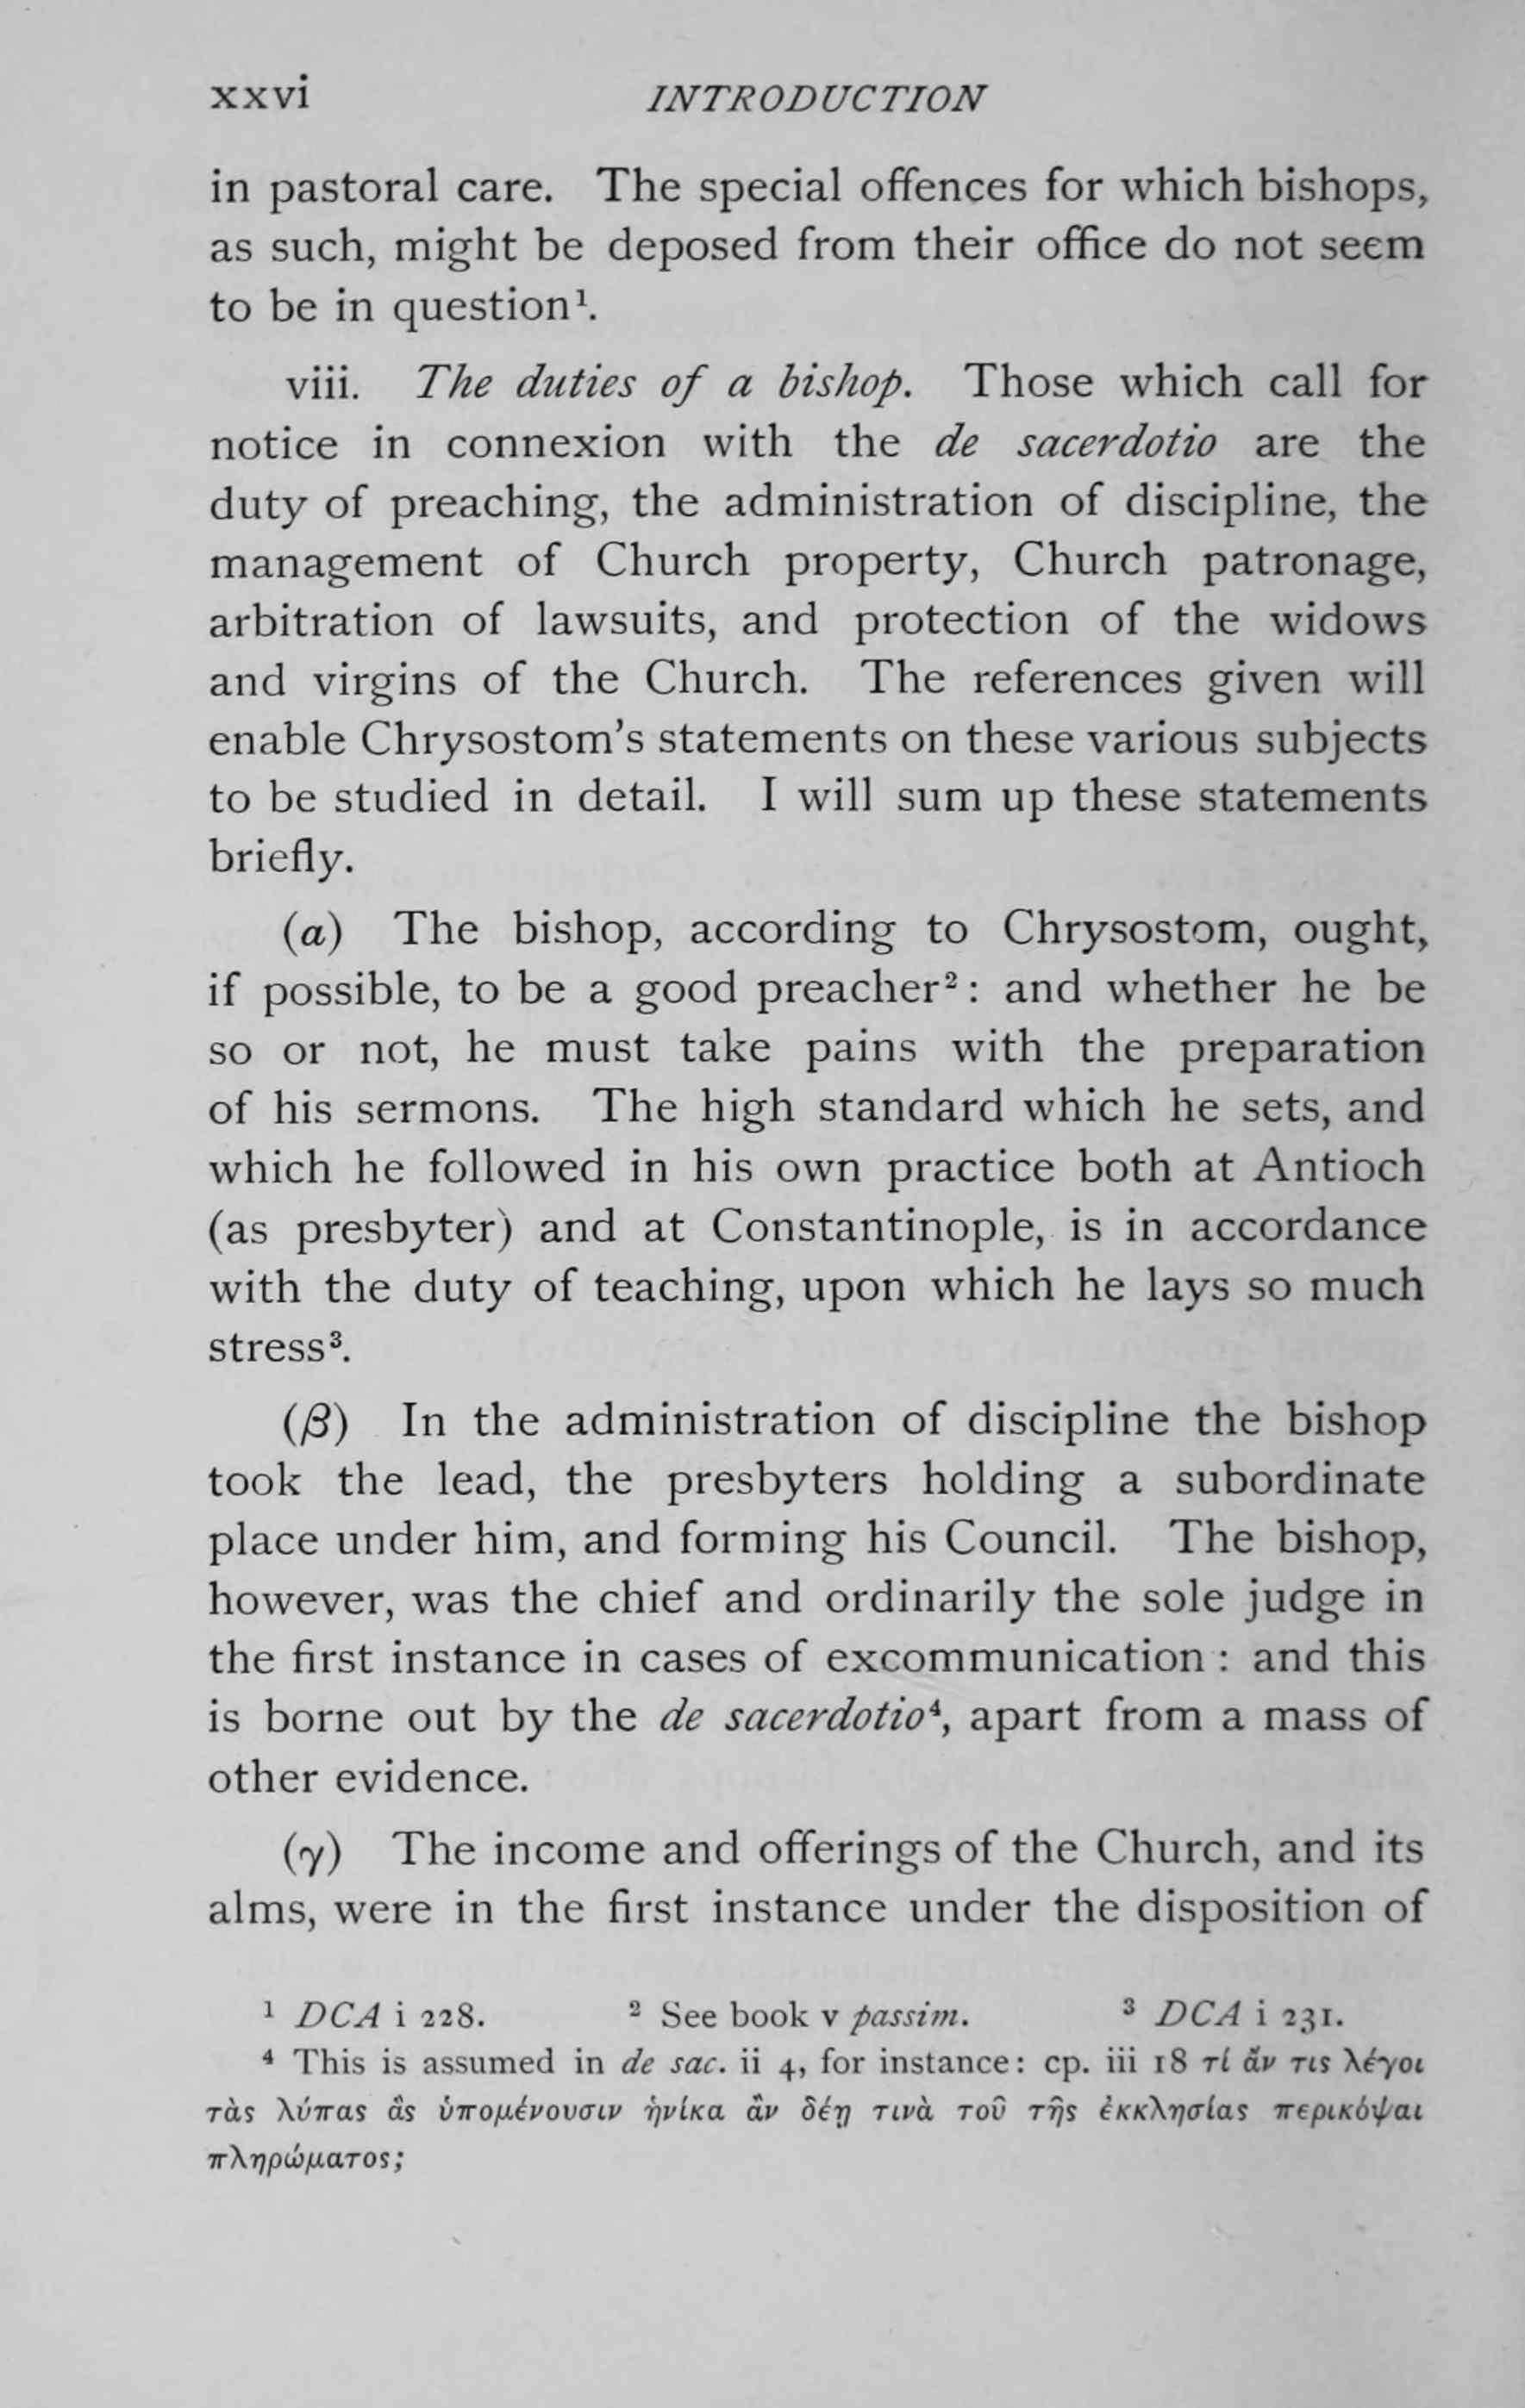 xxvi INTRODUCTION
in pastoral care. The special offences for which bishops,
as such, might be deposed from their office do not seem
to be in question¹.
viii. The duties of a bishop. Those which call for
notice in connexion with the de sacerdotio are the
duty of preaching, the administration of discipline, the
management of Church property, Church patronage,
arbitration of lawsuits, and protection of the widows
and virgins of the Church. The references given will
enable Chrysostom's statements on these various subjects
to be studied in detail. I will sum up these statements
briefly.
(α) The bishop, according to Chrysostom, ought,
if possible, to be a good preacher²: and whether he be
so or not, he must take pains with the preparation
of his sermons. The high standard which he sets, and
which he followed in his own practice both at Antioch
(as presbyter) and at Constantinople, is in accordance
with the duty of teaching, upon which he lays so much
stress³.
(β) In the administration of discipline the bishop
took the lead, the presbyters holding a subordinate
place under him, and forming his Council. The bishop,
however, was the chief and ordinarily the sole judge in
the first instance in cases of excommunication: and this
is borne out by the de sacerdotio⁴, apart from a mass of
other evidence.
(γ) The income and offerings of the Church, and its
alms, were in the first instance under the disposition of
¹ DCA i 228. ² See book v passim. ³ DCA i 231.
⁴ This is assumed in de sac. ii 4, for instance: cp. iii 18 τί ἄν τις λέγοι
τὰς λύπας ἃς ὑπομένουσιν ἡνίκα ἂν δέῃ τινὰ τοῦ τῆς ἐκκλησίας περικόψαι
πληρώματος;